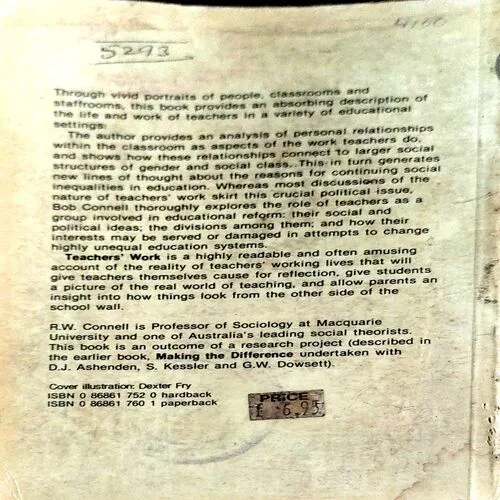 5293
Through vivid portraits of people, classrooms and
staffrooms, this book provides an absorbing description of
the life and work of teachers in a variety of educational
settings.
The author provides an analysis of personal relationships
within the classroom as aspects of the work teachers do,
and shows how these relationships connect to larger social
structures of gender and social class. This in turn generates
new lines of thought about the reasons for continuing social
inequalities in education. Whereas most discussions of the
nature of teachers' work skirt this crucial political issue,
Bob Connell thoroughly explores the role of teachers as a
group involved in educational reform: their social and
political ideas; the divisions among them; and how their
interests may be served or damaged in attempts to change
highly unequal education systems.
Teachers' Work is a highly readable and often amusing
account of the reality of teachers' working lives that will
give teachers themselves cause for reflection, give students
a picture of the real world of teaching, and allow parents an
insight into how things look from the other side of the
school wall.
R.W. Connell is Professor of Sociology at Macquarie
University and one of Australia's leading social theorists.
This book is an outcome of a research project (described in
the earlier book, Making the Difference undertaken with
D.J. Ashenden, S. Kessler and G.W. Dowsett).
Cover illustration: Dexter Fry
ISBN 0 86861 752 0 hardback
ISBN 0 86861 760 1 paperback
PRICE
£ 6.95